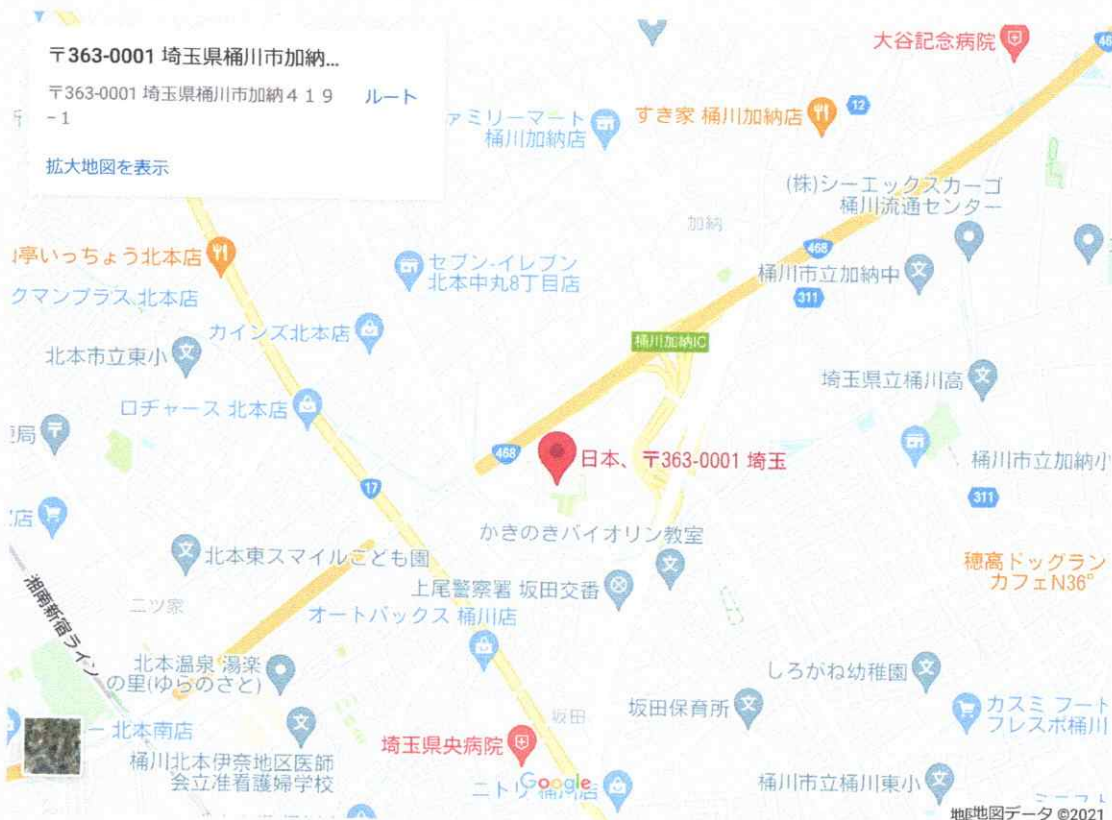 〒363-0001 埼玉県桶川市加納...
〒363-0001 埼玉県桶川市加納４１９
−１
ルート
拡大地図を表示
大谷記念病院
468
ァミリーマート
桶川加納店
すき家 桶川加納店
12
(株)シーエックスカーゴ
桶川流通センター
加納
亭いっちょう北本店
クマンプラス 北本店
セブン-イレブン
北本中丸8丁目店
468
桶川市立加納中
311
カインズ北本店
桶川加納IC
北本市立東小
埼玉県立桶川高
ロヂャース 北本店
局
468
日本、〒363-0001 埼玉
桶川市立加納小
17
311
店
かきのきバイオリン教室
北本東スマイルこども園
穂高ドッグラン
カフェN36°
上尾警察署 坂田交番
湘南新宿ライン
二ツ家
オートバックス 桶川店
北本温泉 湯楽
の里(ゆらのさと)
しろがね幼稚園
坂田保育所
カスミ フート
フレスポ桶川
坂田
ー 北本南店
埼玉県央病院
桶川北本伊奈地区医師
会立准看護婦学校
ニトリ 桶川店
Google
桶川市立桶川東小
地図データ ©2021